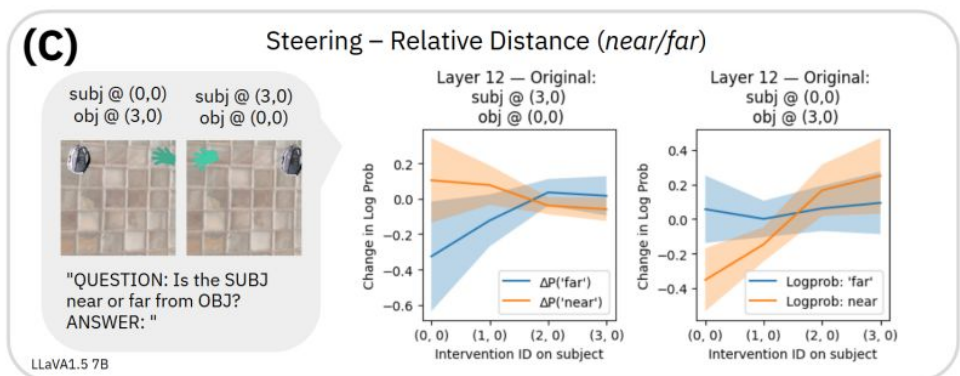 (C)
Steering – Relative Distance (near/far)
subj @ (0,0)
obj @ (3,0)
subj @ (3,0)
obj @ (0,0)
"QUESTION: Is the SUBJ
near or far from OBJ?
ANSWER: "
LLaVA1.5 7B
Layer 12 — Original:
subj @ (3,0)
obj @ (0,0)
Change in Log Prob
0.2
0.0
−0.2
−0.4
−0.6
ΔP('far')
ΔP('near')
(0, 0)
(1, 0)
(2, 0)
(3, 0)
Intervention ID on subject
Layer 12 — Original:
subj @ (0,0)
obj @ (3,0)
Change in Log Prob
0.4
0.2
0.0
−0.2
−0.4
Logprob: 'far'
Logprob: near
(0, 0)
(1, 0)
(2, 0)
(3, 0)
Intervention ID on subject